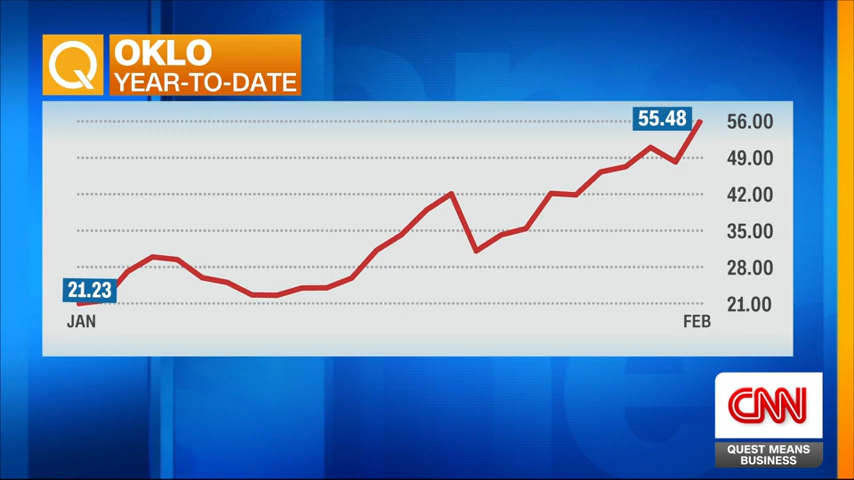 Q OKLO
YEAR-TO-DATE
55.48
56.00
49.00
42.00
35.00
28.00
21.23
21.00
JAN
FEB
CNN
QUEST MEANS
BUSINESS